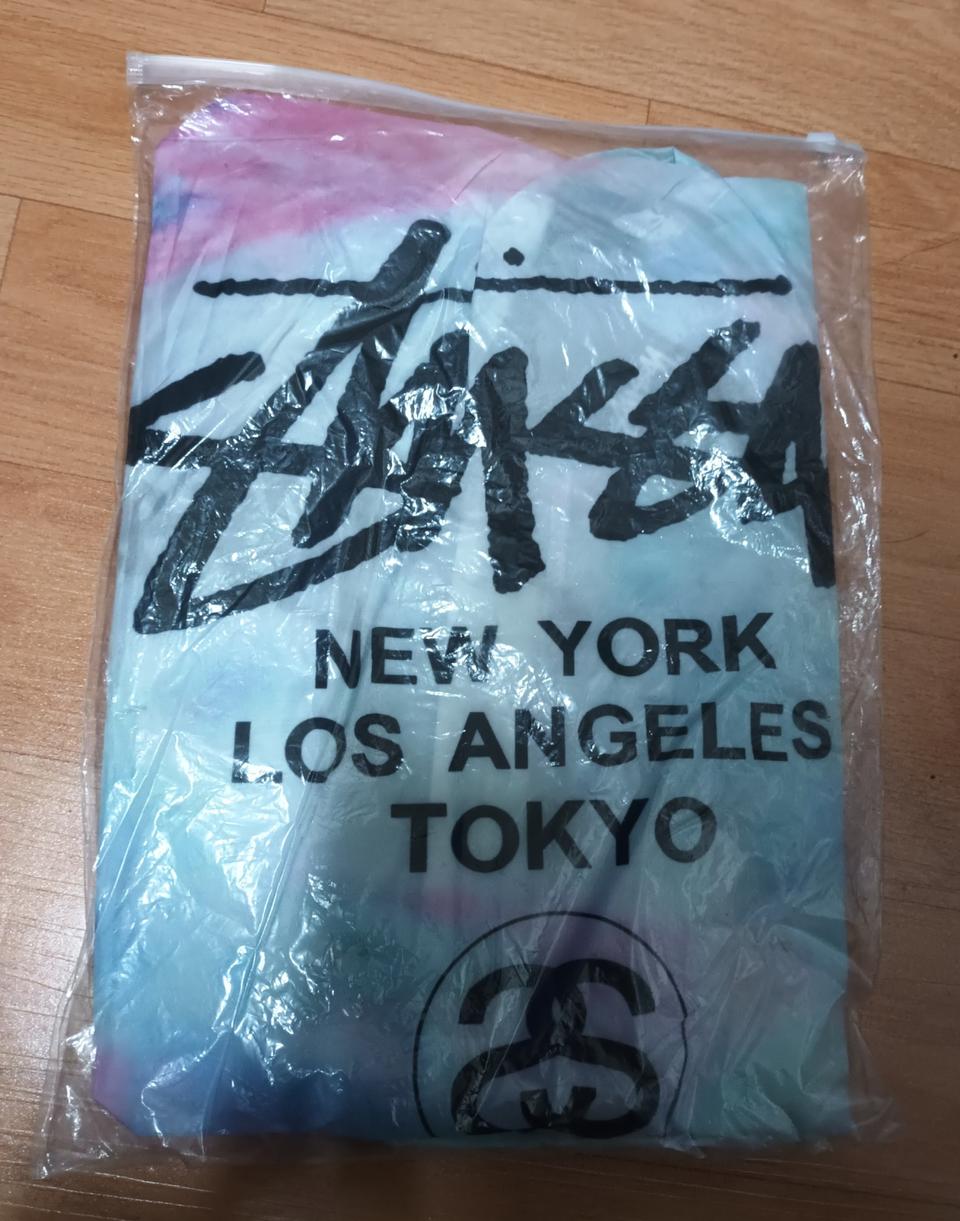 Stüssy
NEW YORK
LOS ANGELES
TOKYO
SS